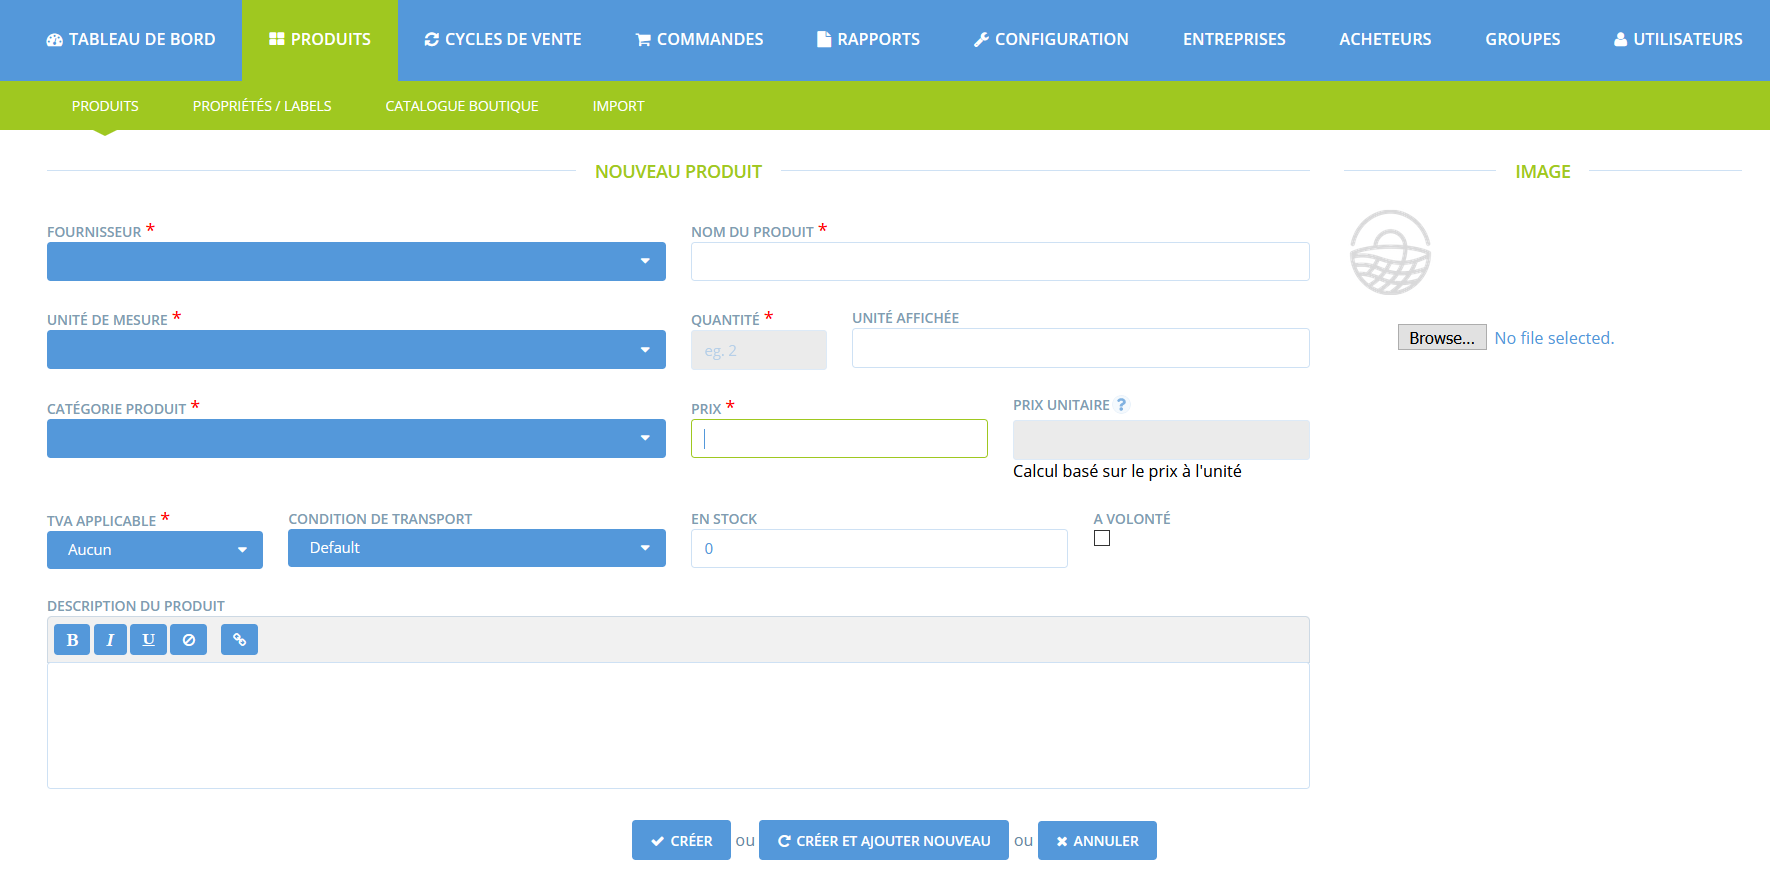 TABLEAU DE BORD PRODUITS CYCLES DE VENTE COMMANDES RAPPORTS CONFIGURATION ENTREPRISES ACHETEURS GROUPES UTILISATEURS
PRODUITS PROPRIÉTÉS / LABELS CATALOGUE BOUTIQUE IMPORT
NOUVEAU PRODUIT IMAGE
FOURNISSEUR * NOM DU PRODUIT *
UNITÉ DE MESURE * QUANTITÉ * UNITÉ AFFICHÉE
eg. 2
Browse... No file selected.
CATÉGORIE PRODUIT * PRIX * PRIX UNITAIRE ?
Calcul basé sur le prix à l'unité
TVA APPLICABLE * CONDITION DE TRANSPORT EN STOCK A VOLONTÉ
Aucun Default 0
DESCRIPTION DU PRODUIT
B I U
CRÉER ou CRÉER ET AJOUTER NOUVEAU ou ANNULER